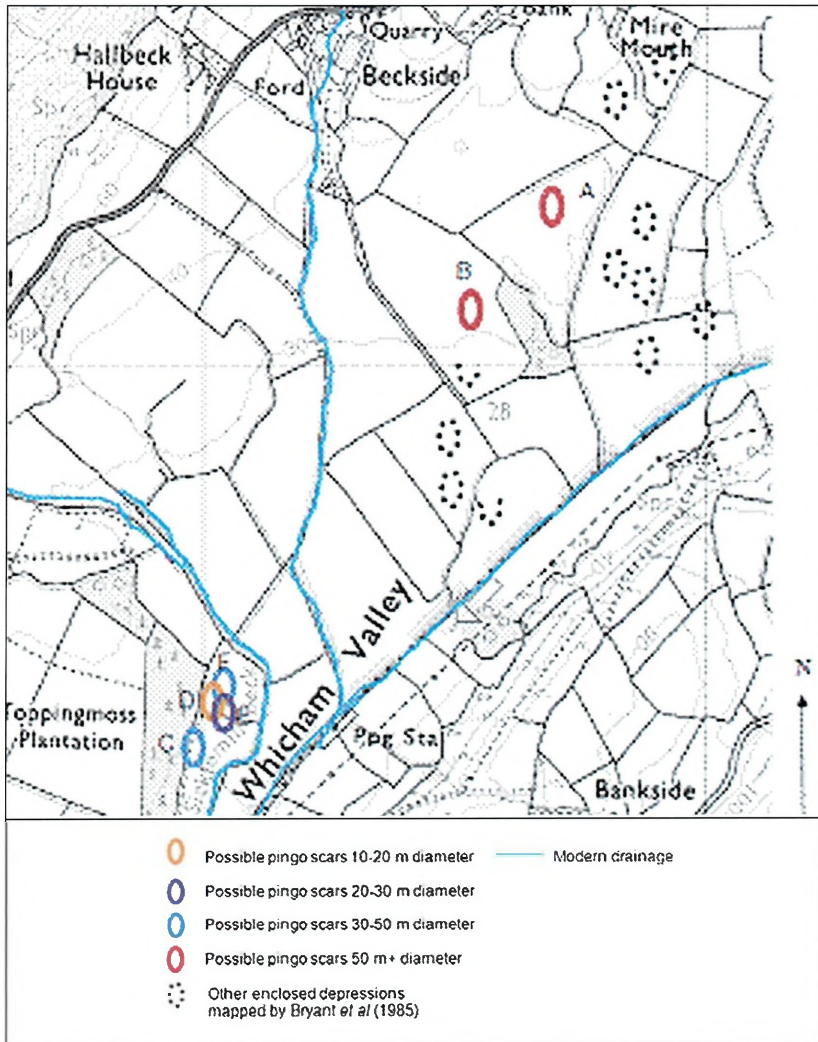 Quarry
Bank
Mire
Mouth
Hallbeck
House
Ford
Beckside
A
B
28
Whicham Valley
F
D
E
C
Toppingmoss
Plantation
Ppg Sta
Bankside
N
Possible pingo scars 10-20 m diameter
Modern drainage
Possible pingo scars 20-30 m diameter
Possible pingo scars 30-50 m diameter
Possible pingo scars 50 m+ diameter
Other enclosed depressions
mapped by Bryant et al (1985)